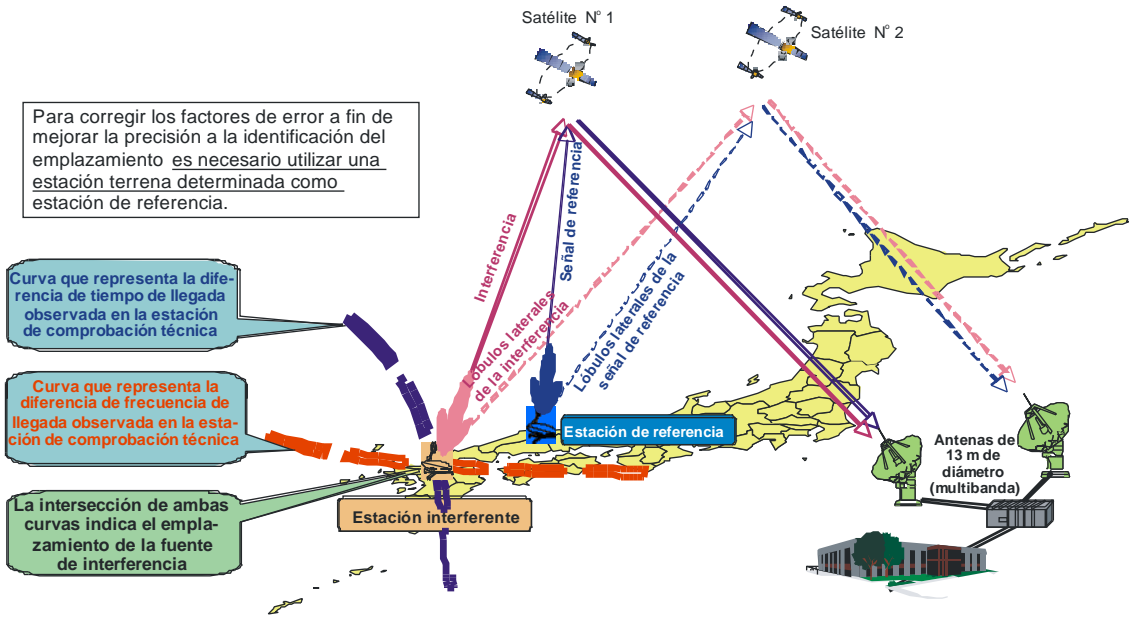 Satélite N° 1
Satélite N° 2
Para corregir los factores de error a fin de
mejorar la precisión a la identificación del
emplazamiento es necesario utilizar una
estación terrena determinada como
estación de referencia.
Interferencia
Señal de referencia
Lóbulos laterales
de la interferencia
Lóbulos laterales de la
señal de referencia
Curva que representa la dife-
rencia de tiempo de llegada
observada en la estación
de comprobación técnica
Curva que representa la
diferencia de frecuencia de
llegada observada en la esta-
ción de comprobación técnica
Estación de referencia
Antenas de
13 m de
diámetro
(multibanda)
La intersección de ambas
curvas indica el empla-
zamiento de la fuente
de interferencia
Estación interferente